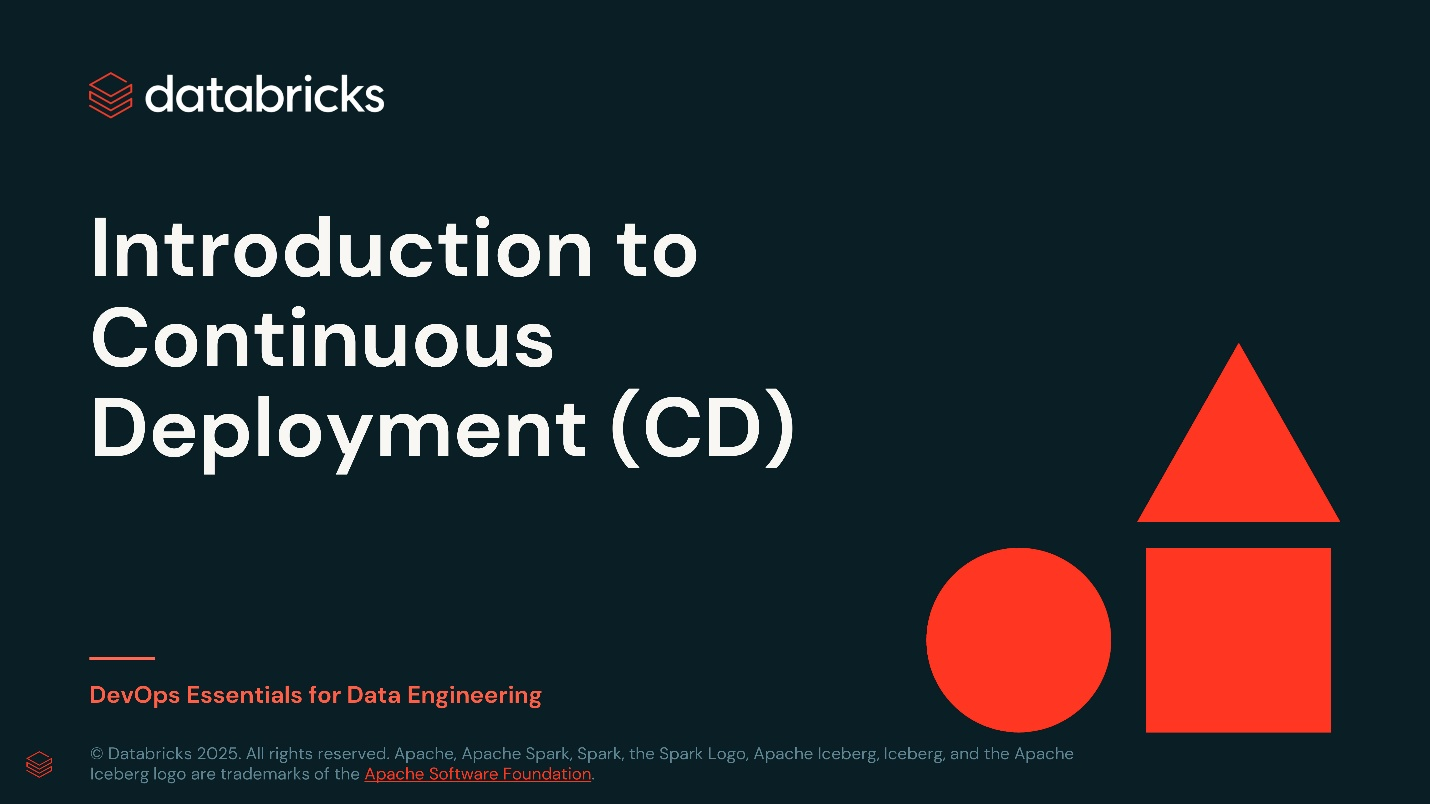 databricks
Introduction to
Continuous
Deployment (CD)
DevOps Essentials for Data Engineering
© Databricks 2025. All rights reserved. Apache, Apache Spark, Spark, the Spark Logo, Apache Iceberg, Iceberg, and the Apache
Iceberg logo are trademarks of the Apache Software Foundation.